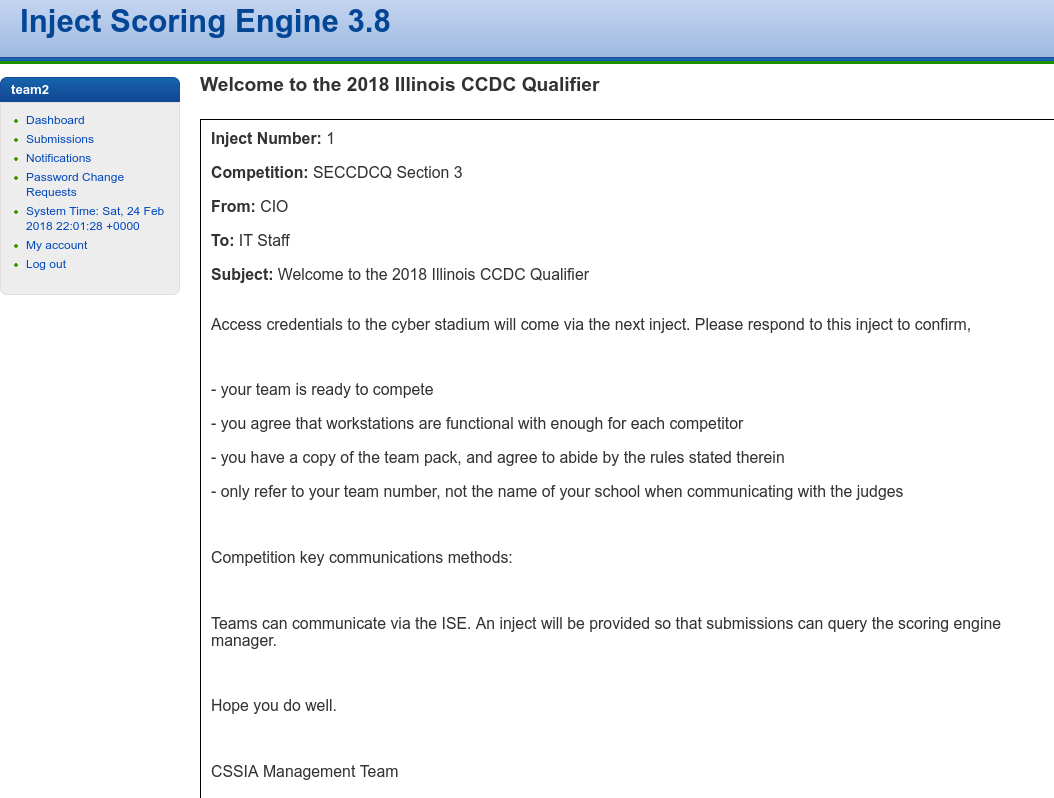 Inject Scoring Engine 3.8
team2
Dashboard
Submissions
Notifications
Password Change
Requests
System Time: Sat, 24 Feb
2018 22:01:28 +0000
My account
Log out
Welcome to the 2018 Illinois CCDC Qualifier
Inject Number: 1
Competition: SECCDCQ Section 3
From: CIO
To: IT Staff
Subject: Welcome to the 2018 Illinois CCDC Qualifier
Access credentials to the cyber stadium will come via the next inject. Please respond to this inject to confirm,
- your team is ready to compete
- you agree that workstations are functional with enough for each competitor
- you have a copy of the team pack, and agree to abide by the rules stated therein
- only refer to your team number, not the name of your school when communicating with the judges
Competition key communications methods:
Teams can communicate via the ISE. An inject will be provided so that submissions can query the scoring engine
manager.
Hope you do well.
CSSIA Management Team